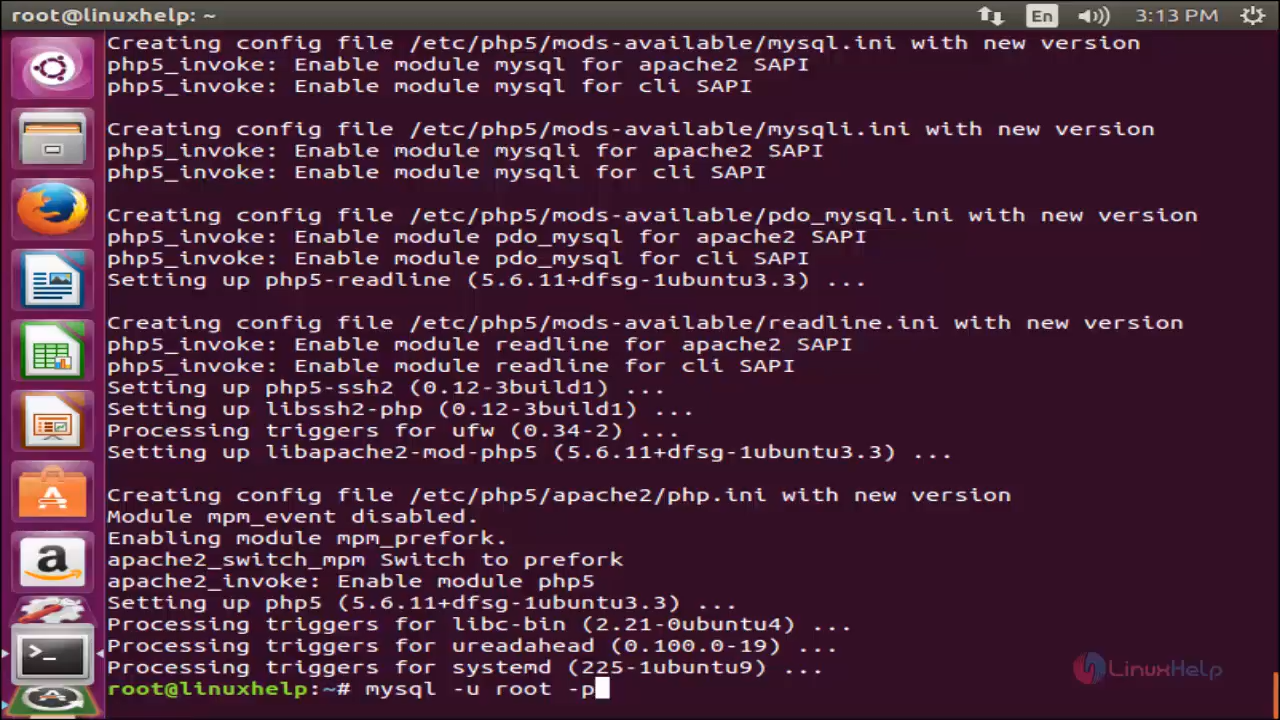 root@linuxhelp: ~
En
3:13 PM
Creating config file /etc/php5/mods-available/mysql.ini with new version
php5_invoke: Enable module mysql for apache2 SAPI
php5_invoke: Enable module mysql for cli SAPI
Creating config file /etc/php5/mods-available/mysqli.ini with new version
php5_invoke: Enable module mysqli for apache2 SAPI
php5_invoke: Enable module mysqli for cli SAPI
Creating config file /etc/php5/mods-available/pdo_mysql.ini with new version
php5_invoke: Enable module pdo_mysql for apache2 SAPI
php5_invoke: Enable module pdo_mysql for cli SAPI
Setting up php5-readline (5.6.11+dfsg-1ubuntu3.3) ...
Creating config file /etc/php5/mods-available/readline.ini with new version
php5_invoke: Enable module readline for apache2 SAPI
php5_invoke: Enable module readline for cli SAPI
Setting up php5-ssh2 (0.12-3build1) ...
Setting up libssh2-php (0.12-3build1) ...
Processing triggers for ufw (0.34-2) ...
Setting up libapache2-mod-php5 (5.6.11+dfsg-1ubuntu3.3) ...
Creating config file /etc/php5/apache2/php.ini with new version
Module mpm_event disabled.
Enabling module mpm_prefork.
apache2_switch_mpm Switch to prefork
apache2_invoke: Enable module php5
Setting up php5 (5.6.11+dfsg-1ubuntu3.3) ...
Processing triggers for libc-bin (2.21-0ubuntu4) ...
Processing triggers for ureadahead (0.100.0-19) ...
Processing triggers for systemd (225-1ubuntu9) ...
root@linuxhelp:~# mysql -u root -p
LinuxHelp